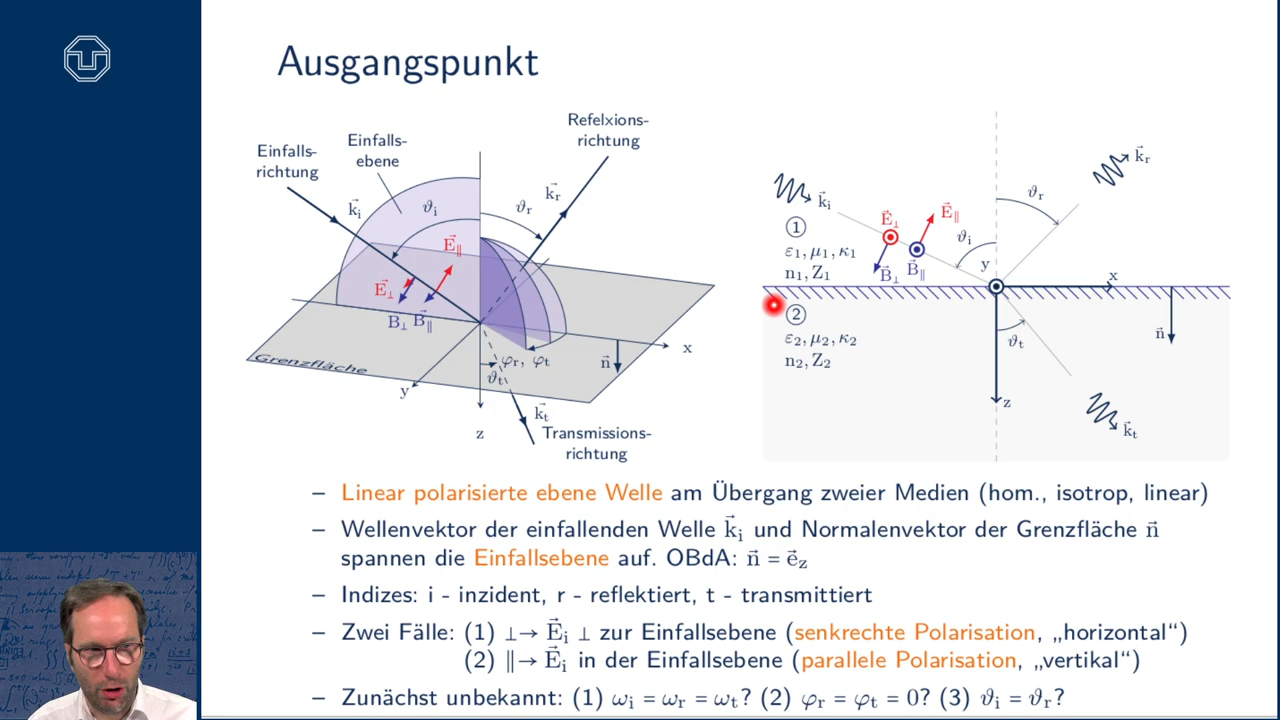 Ausgangspunkt
Einfalls-
richtung
Einfalls-
ebene
Refelxions-
richtung
k⃗i
ϑi
ϑr
k⃗r
E⃗∥
E⃗⊥
B⃗⊥
B⃗∥
Grenzfläche
x
y
z
φr, φt
ϑt
n⃗
k⃗t
Transmissions-
richtung
k⃗i
k⃗r
ϑr
ϑi
E⃗⊥
E⃗∥
B⃗⊥
B⃗∥
1
ε1, μ1, κ1
n1, Z1
y
x
2
ε2, μ2, κ2
n2, Z2
ϑt
n⃗
z
k⃗t
– Linear polarisierte ebene Welle am Übergang zweier Medien (hom., isotrop, linear)
– Wellenvektor der einfallenden Welle k⃗i und Normalenvektor der Grenzfläche n⃗
spannen die Einfallsebene auf. OBdA: n⃗ = e⃗z
– Indizes: i - inzident, r - reflektiert, t - transmittiert
– Zwei Fälle: (1) ⊥→ E⃗i ⊥ zur Einfallsebene (senkrechte Polarisation, „horizontal“)
(2) ∥→ E⃗i in der Einfallsebene (parallele Polarisation, „vertikal“)
– Zunächst unbekannt: (1) ωi = ωr = ωt? (2) φr = φt = 0? (3) ϑi = ϑr?